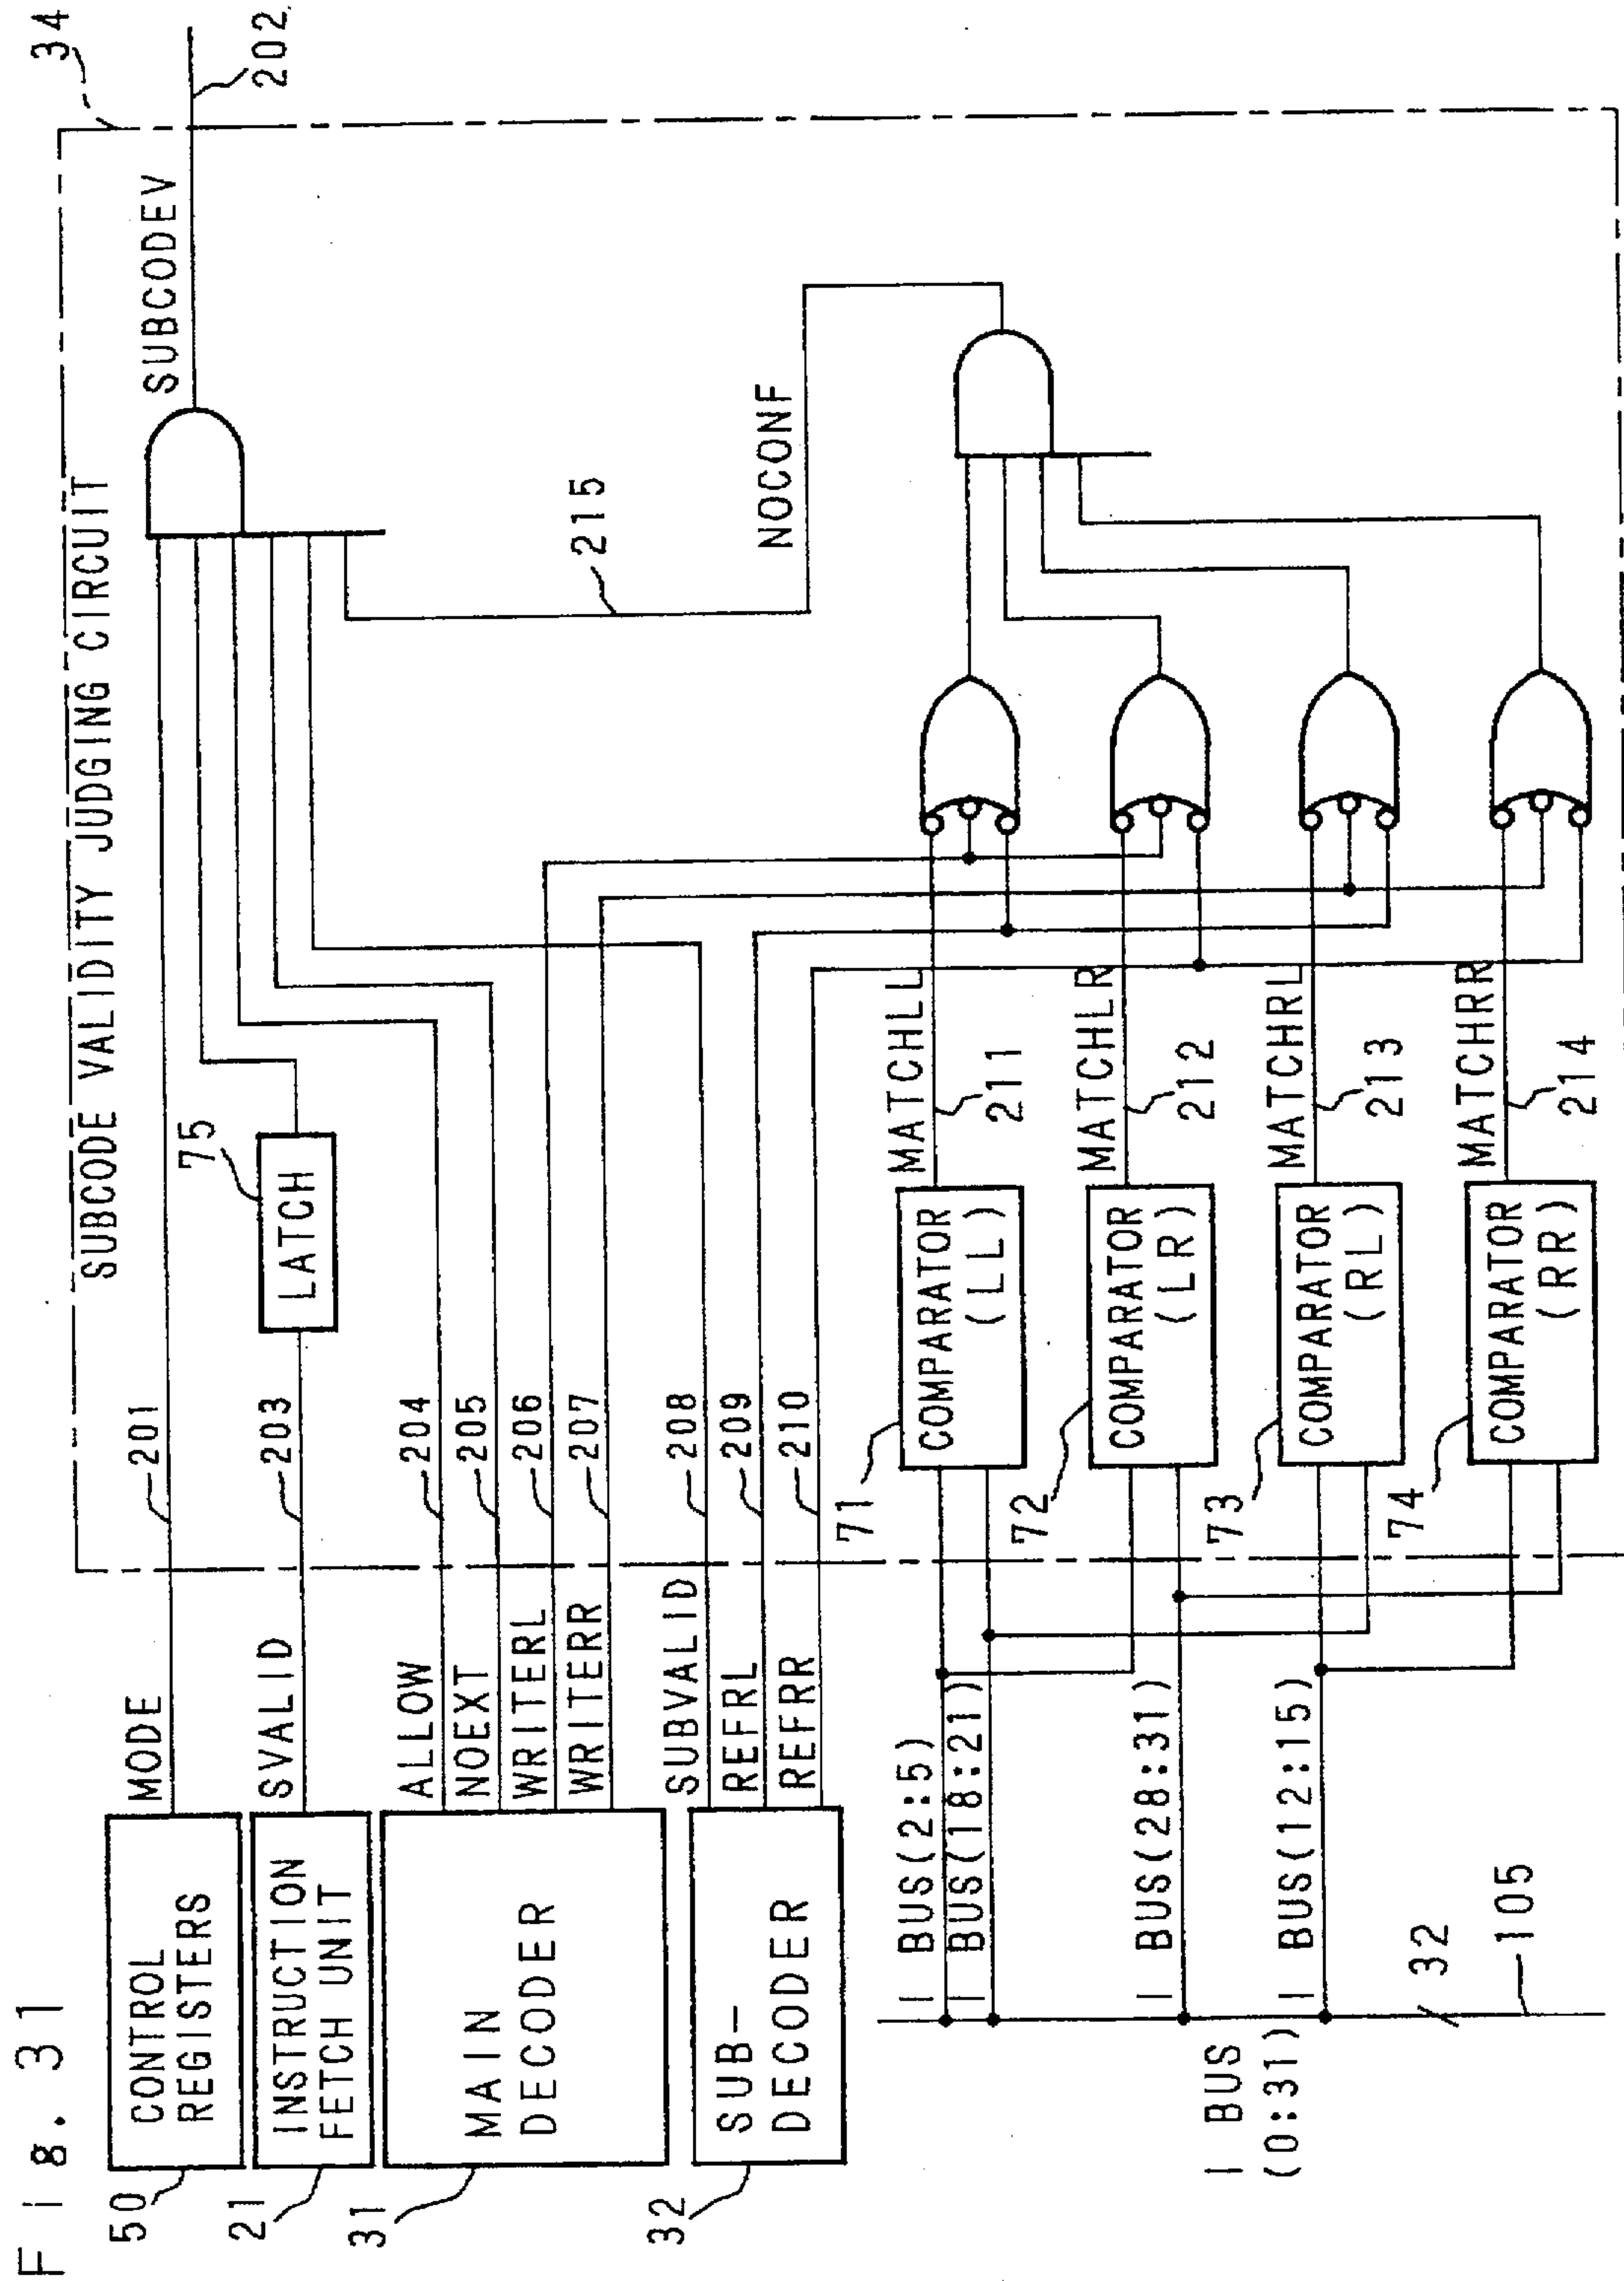 F i g. 31
34
SUBCODE VALIDITY JUDGING CIRCUIT
50
CONTROL
REGISTERS
MODE
201
SUBCODEV
202
21
INSTRUCTION
FETCH UNIT
SVALID
203
LATCH
75
31
MAIN
DECODER
ALLOW
204
NOEXT
205
WRITERL
206
WRITERR
207
215
32
SUB-
DECODER
SUBVALID
208
REFRL
209
REFRR
210
NOCONF
I BUS(2:5)
I BUS(18:21)
71
COMPARATOR
(LL)
MATCHLL
211
I BUS(28:31)
72
COMPARATOR
(LR)
MATCHLR
212
I BUS(12:15)
73
COMPARATOR
(RL)
MATCHRL
213
74
COMPARATOR
(RR)
MATCHRR
214
I BUS
(0:31)
32
105